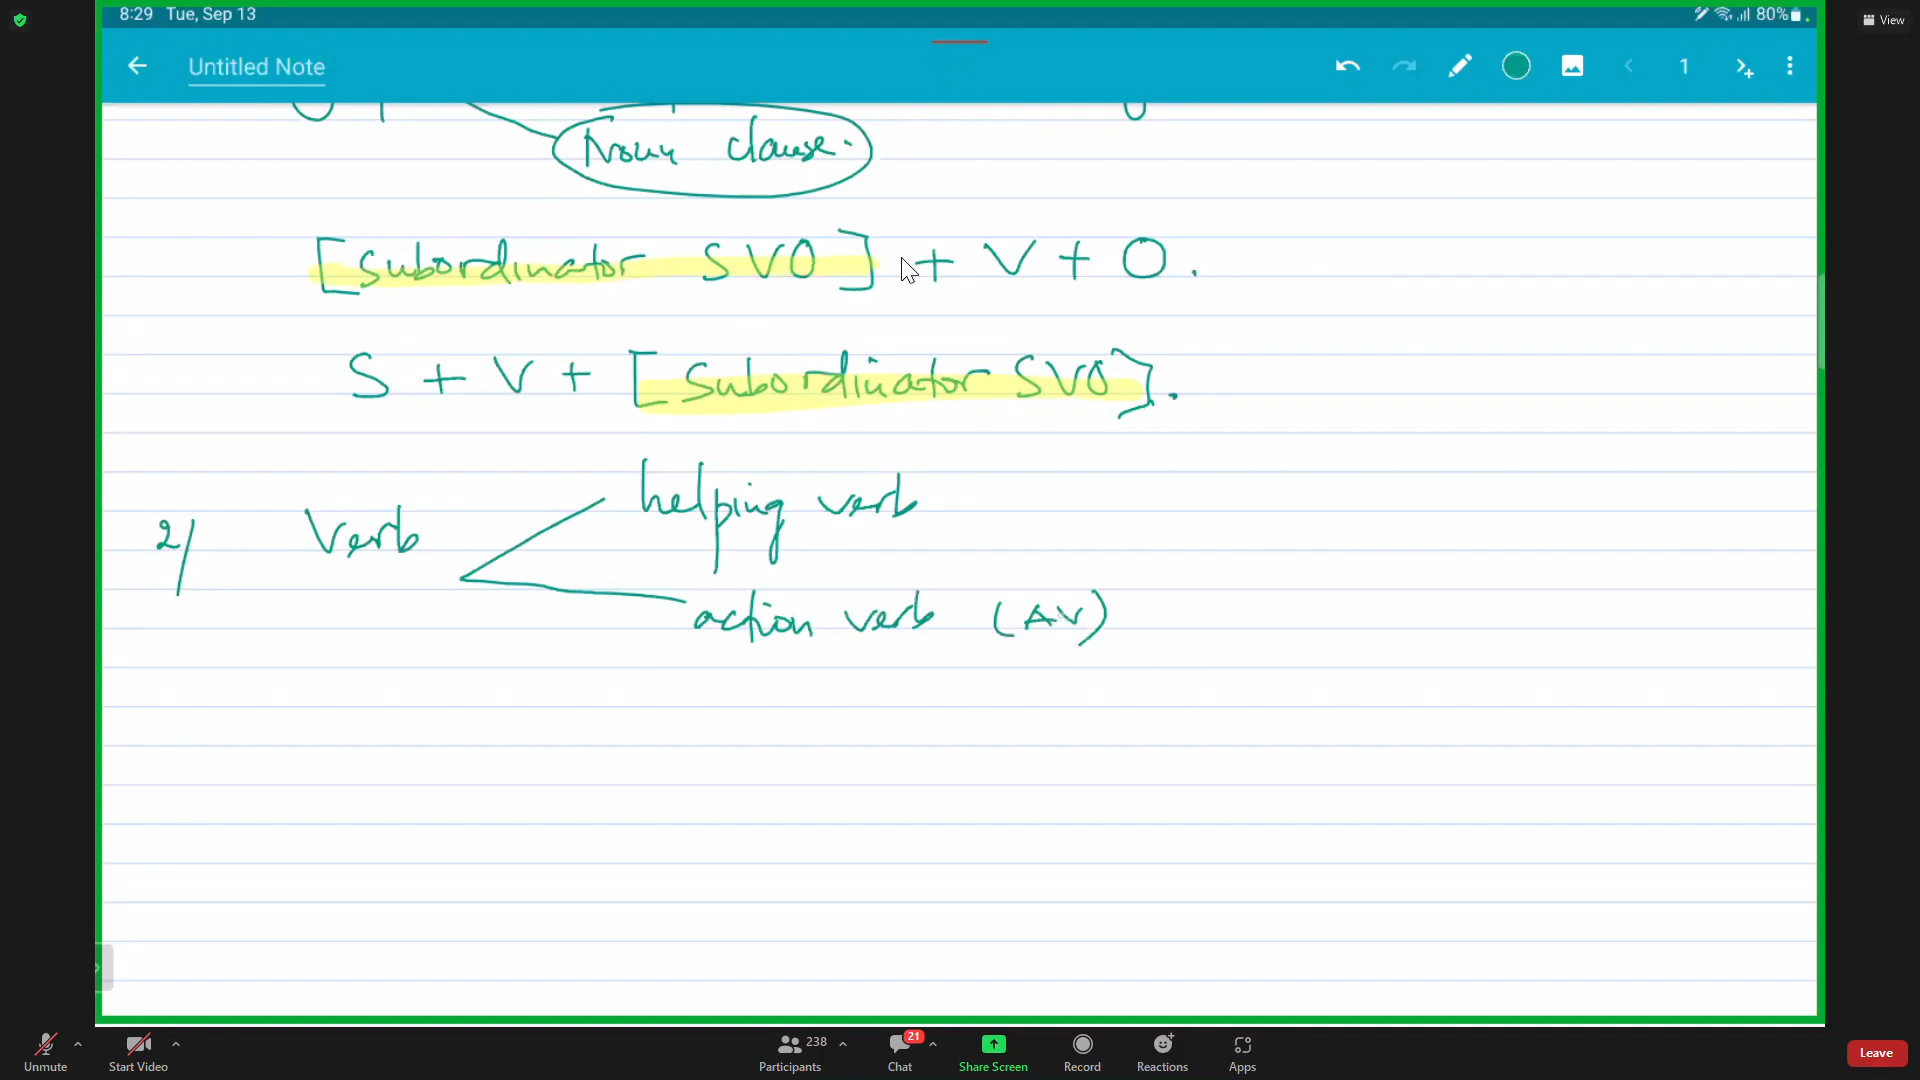 8:29 Tue, Sep 13
80%
View
Untitled Note
1
Noun clause.
[Subordinator SVO] + V + O.
S + V + [Subordinator SVO].
helping verb
2/ Verb
action verb (AV)
Unmute
Start Video
238
Participants
21
Chat
Share Screen
Record
Reactions
Apps
Leave